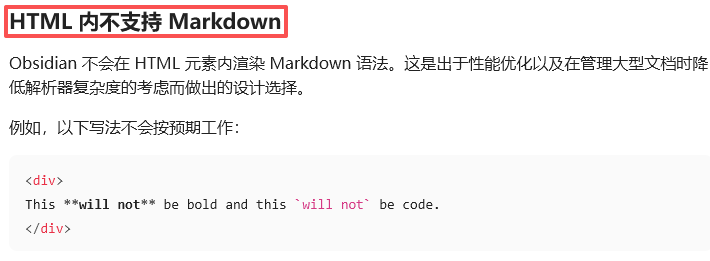 HTML 内不支持 Markdown
Obsidian 不会在 HTML 元素内渲染 Markdown 语法。这是出于性能优化以及在管理大型文档时降
低解析器复杂度的考虑而做出的设计选择。
例如，以下写法不会按预期工作：
<div>
This **will not** be bold and this `will not` be code.
</div>